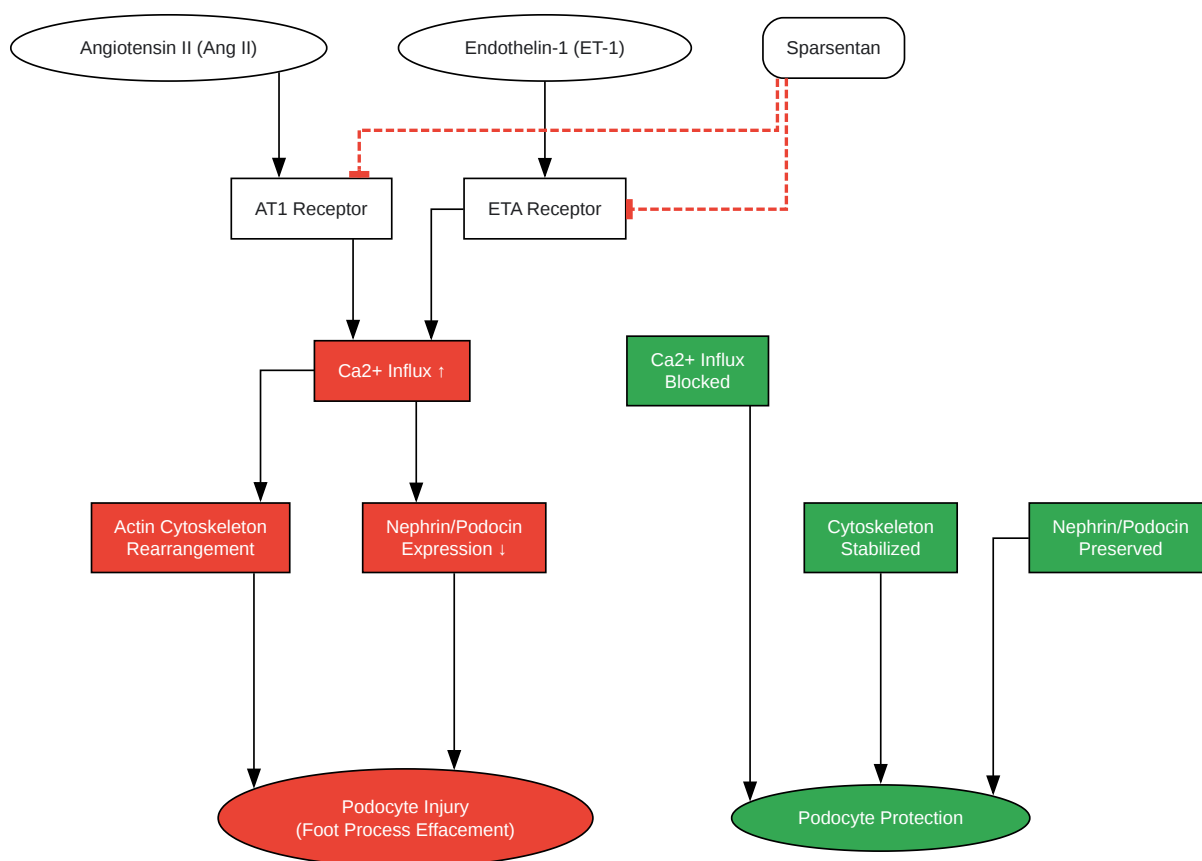 Angiotensin II (Ang II)
Endothelin-1 (ET-1)
Sparsentan
AT1 Receptor
ETA Receptor
Ca2+ Influx ↑
Ca2+ Influx
Blocked
Actin Cytoskeleton
Rearrangement
Nephrin/Podocin
Expression ↓
Cytoskeleton
Stabilized
Nephrin/Podocin
Preserved
Podocyte Injury
(Foot Process Effacement)
Podocyte Protection